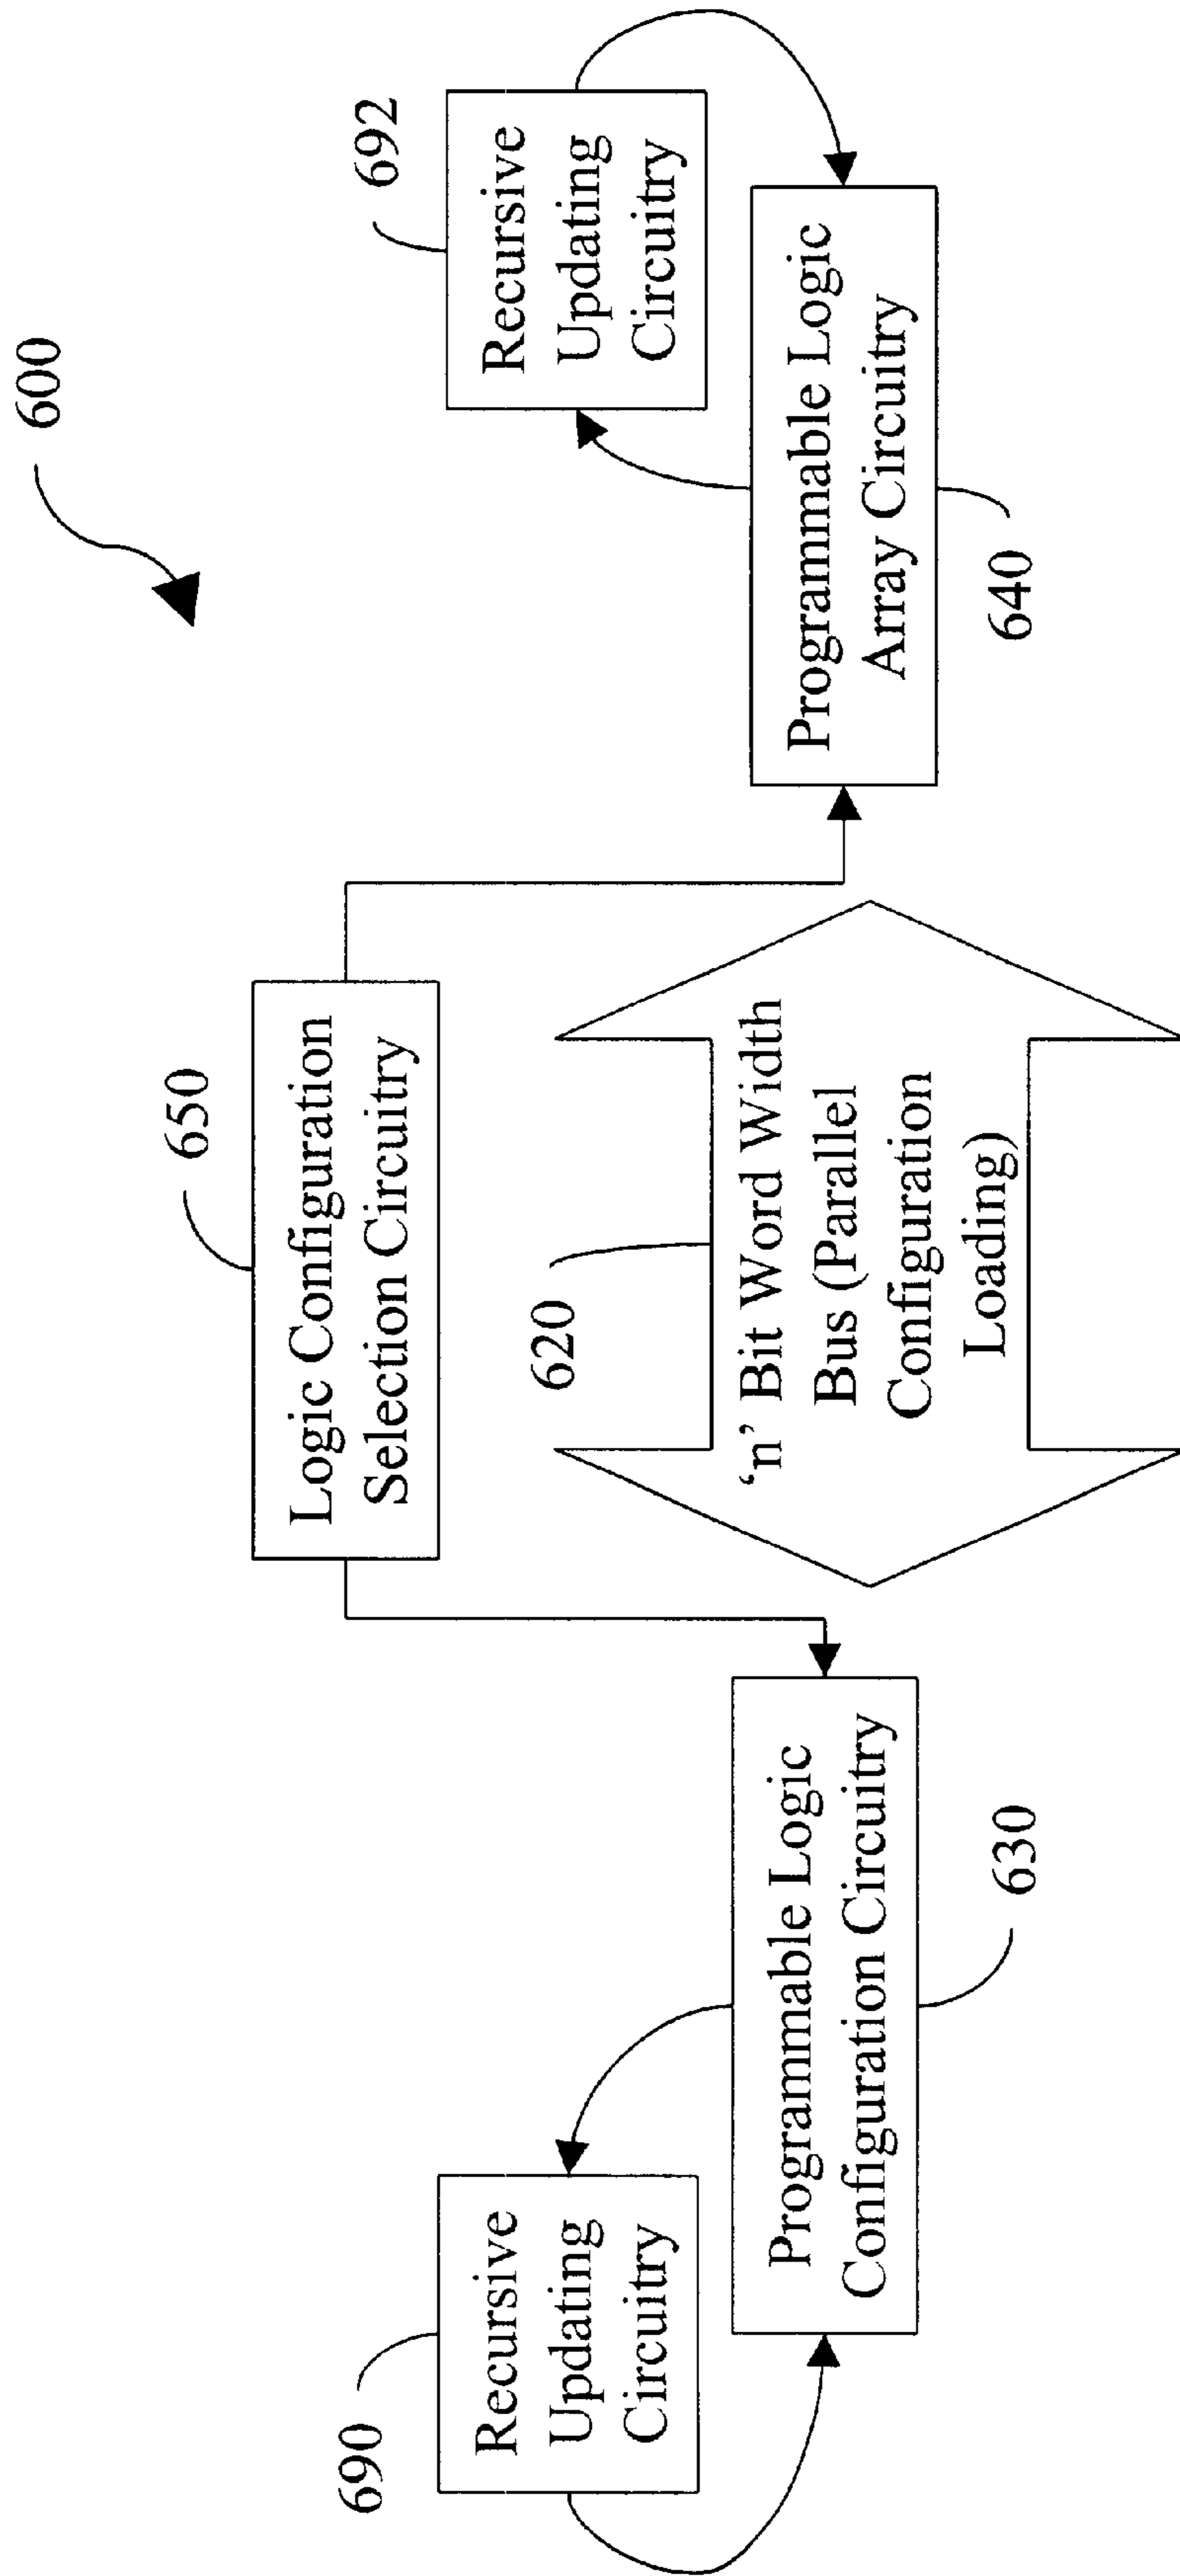 600
650
Logic Configuration
Selection Circuitry
690
Recursive
Updating
Circuitry
692
Recursive
Updating
Circuitry
620
‘n’ Bit Word Width
Bus (Parallel
Configuration
Loading)
Programmable Logic
Configuration Circuitry
630
Programmable Logic
Array Circuitry
640